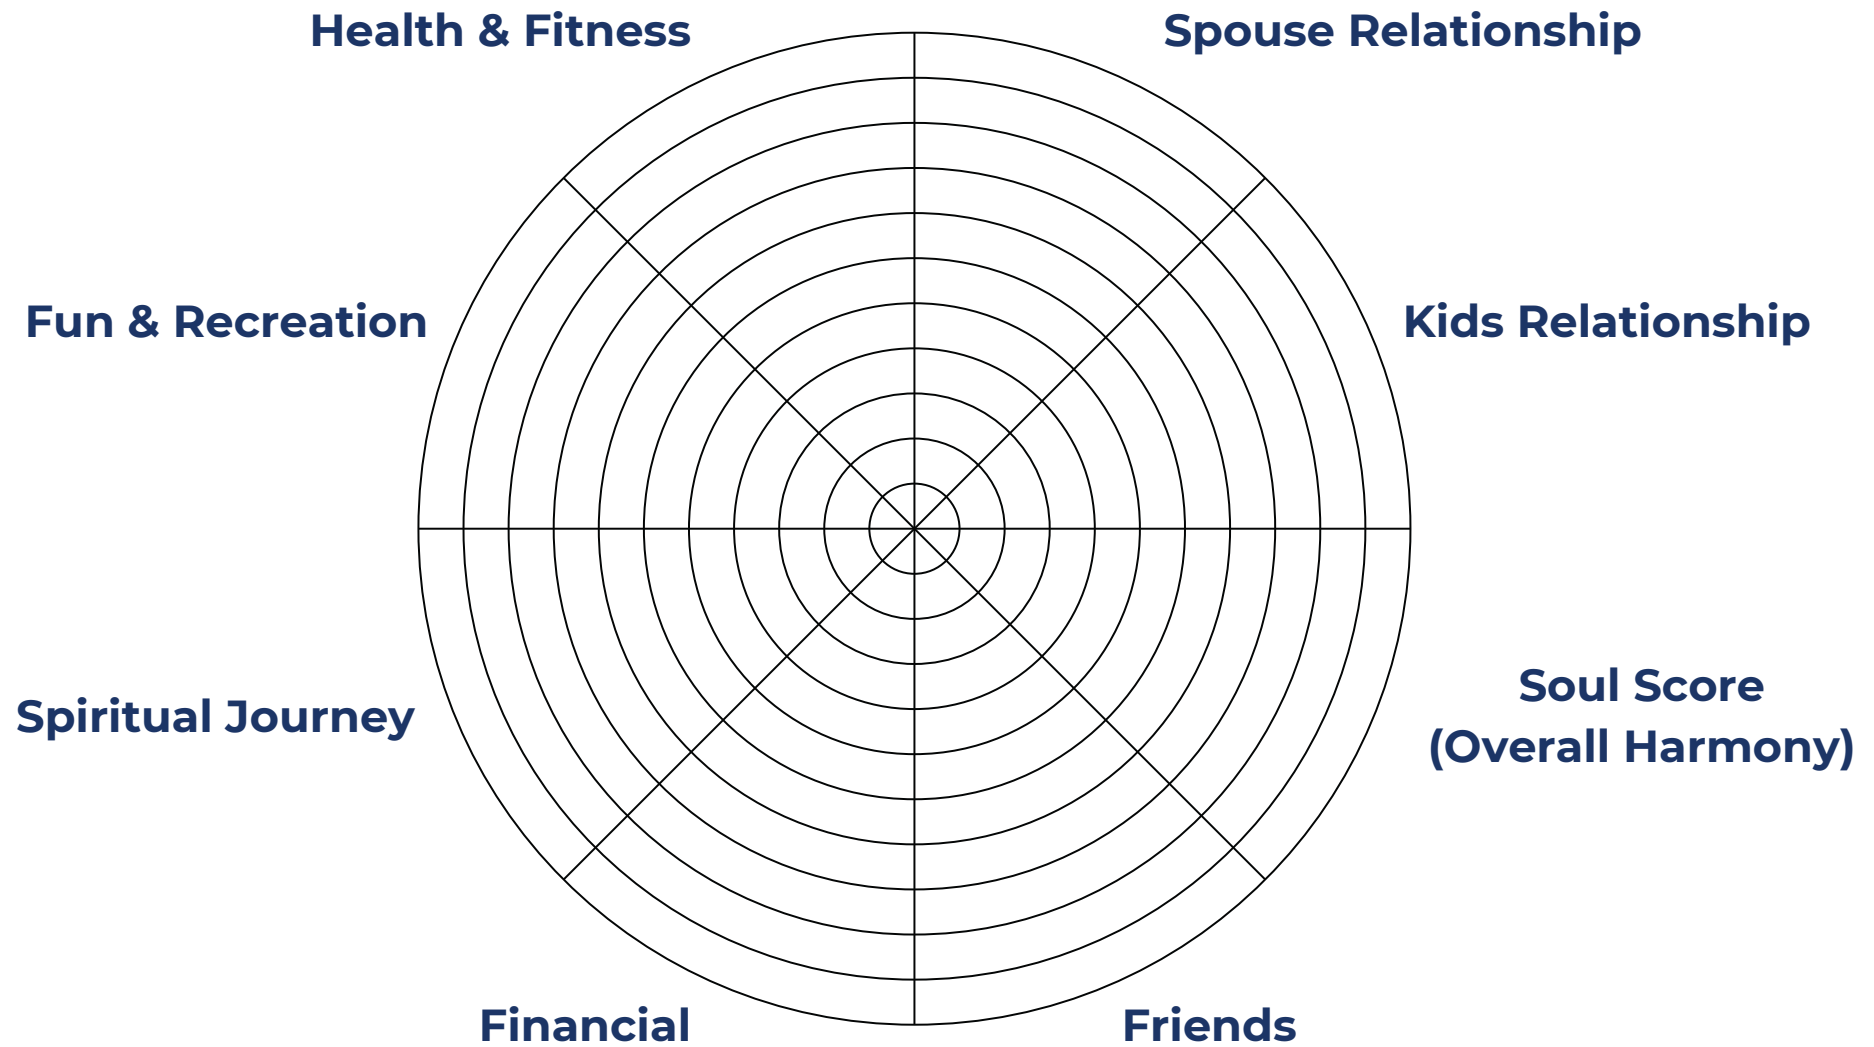 Health & Fitness
Spouse Relationship
Fun & Recreation
Kids Relationship
Spiritual Journey
Soul Score
(Overall Harmony)
Financial
Friends